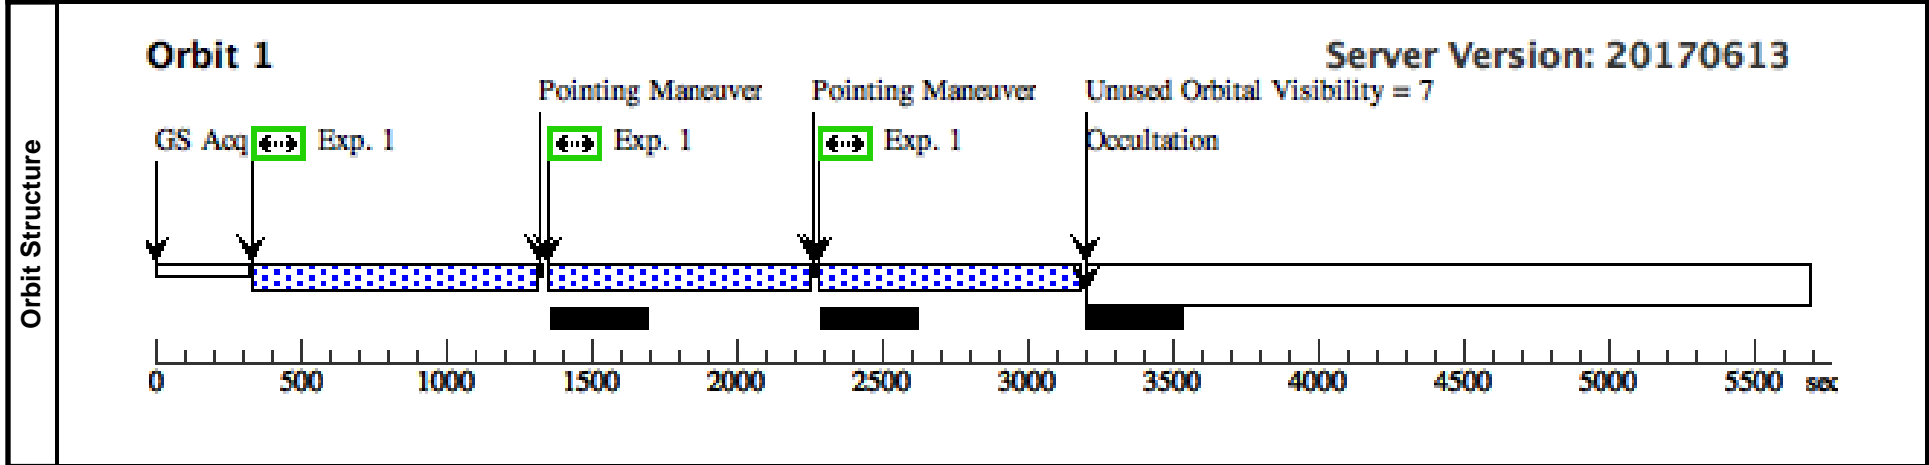 Orbit Structure
Orbit 1
Server Version: 20170613
Pointing Maneuver
Pointing Maneuver
Unused Orbital Visibility = 7
GS Acq
Exp. 1
Exp. 1
Exp. 1
Occultation
0 500 1000 1500 2000 2500 3000 3500 4000 4500 5000 5500 sec